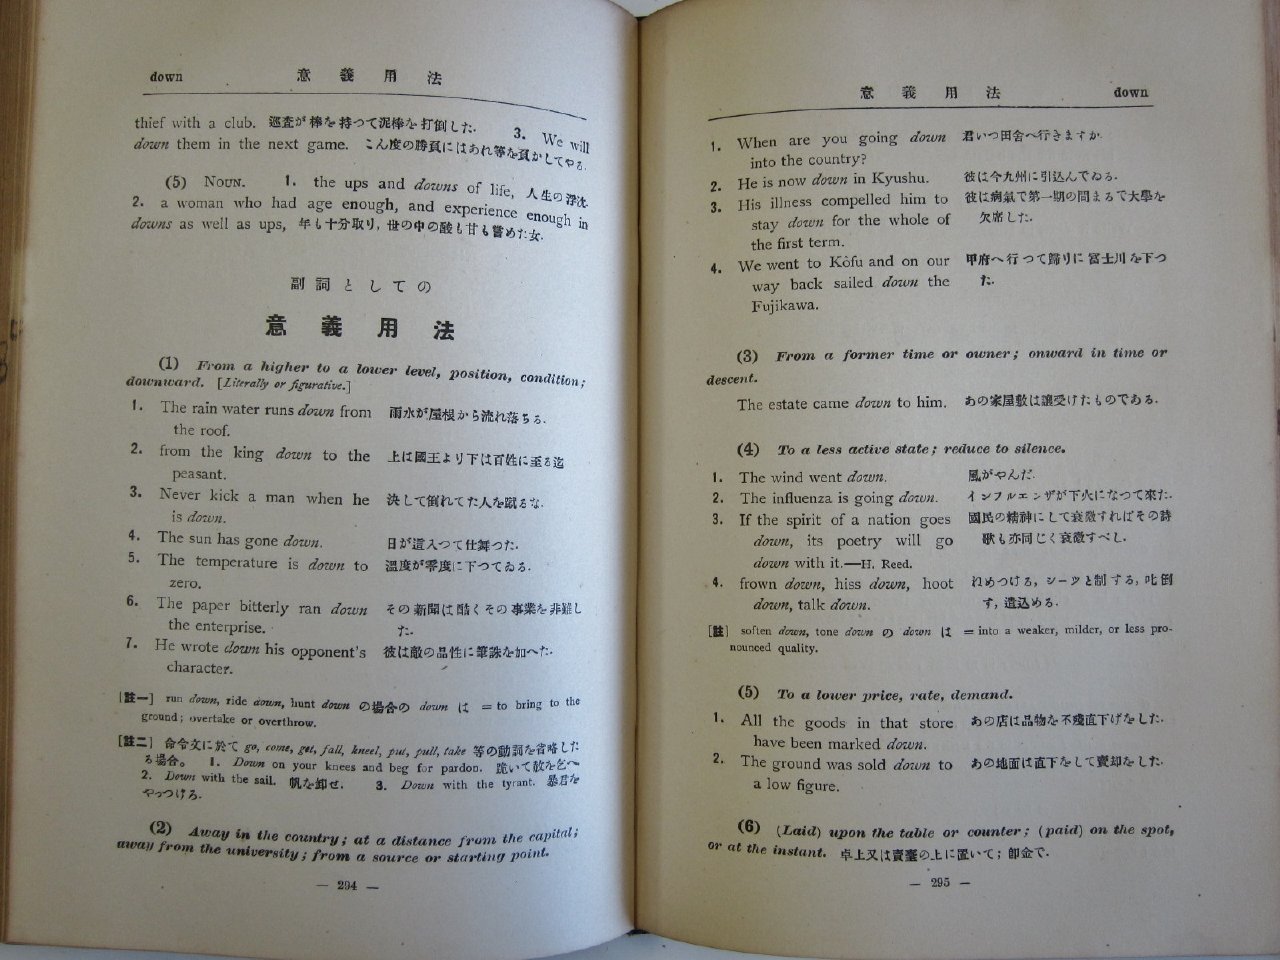 down 意義用法
thief with a club. 巡査が棒を持つて泥棒を打倒した. 3. We will
down them in the next game. こん度の勝負にはあれ等を負かしてやる.
(5) NOUN. 1. the ups and downs of life, 人生の浮沈.
2. a woman who had age enough, and experience enough in
downs as well as ups, 年も十分取り, 世の中の酸も甘も嘗めた女.
副詞としての
意義用法
(1) From a higher to a lower level, position, condition;
downward. [Literally or figurative.]
1. The rain water runs down from 雨水が屋根から流れ落ちる.
the roof.
2. from the king down to the 上は國王より下は百姓に至る迄
peasant.
3. Never kick a man when he 決して倒れてた人を蹴るな.
is down.
4. The sun has gone down. 日が這入つて仕舞つた.
5. The temperature is down to 温度が零度に下つてゐる.
zero.
6. The paper bitterly ran down その新聞は酷くその事業を非難し
the enterprise. た.
7. He wrote down his opponent's 彼は敵の品性に筆誅を加へた.
character.
[註一] run down, ride down, hunt down の場合の down は =to bring to the
ground; overtake or overthrow.
[註二] 命令文に於て go, come, get, fall, kneel, put, pull, take 等の動詞を省略した
る場合。 1. Down on your knees and beg for pardon. 跪いて赦を乞へ
2. Down with the sail. 帆を卸せ. 3. Down with the tyrant. 暴君を
やつつけろ.
(2) Away in the country; at a distance from the capital;
away from the university; from a source or starting point.
— 294 —
意義用法 down
1. When are you going down 君いつ田舎へ行きますか.
into the country?
2. He is now down in Kyushu. 彼は今九州に引込んでゐる.
3. His illness compelled him to 彼は病氣で第一期の間まるで大學を
stay down for the whole of 欠席した.
the first term.
4. We went to Kôfu and on our 甲府へ行つて歸りに富士川を下つ
way back sailed down the た.
Fujikawa.
(3) From a former time or owner; onward in time or
descent.
The estate came down to him. あの家屋敷は讓受けたものである.
(4) To a less active state; reduce to silence.
1. The wind went down. 風がやんだ.
2. The influenza is going down. インフルエンザが下火になつて來た.
3. If the spirit of a nation goes 國民の精神にして衰微すればその詩
down, its poetry will go 歌も亦同じく衰微すべし.
down with it.—H. Reed.
4. frown down, hiss down, hoot ねめつける, シーツと制する, 叱倒
down, talk down. す, 遣込める.
[註] soften down, tone down の down は =into a weaker, milder, or less pro-
nounced quality.
(5) To a lower price, rate, demand.
1. All the goods in that store あの店は品物を不殘直下げをした.
have been marked down.
2. The ground was sold down to あの地面は直下をして賣却をした.
a low figure.
(6) (Laid) upon the table or counter; (paid) on the spot,
or at the instant. 卓上又は賣臺の上に置いて; 即金で.
— 295 —